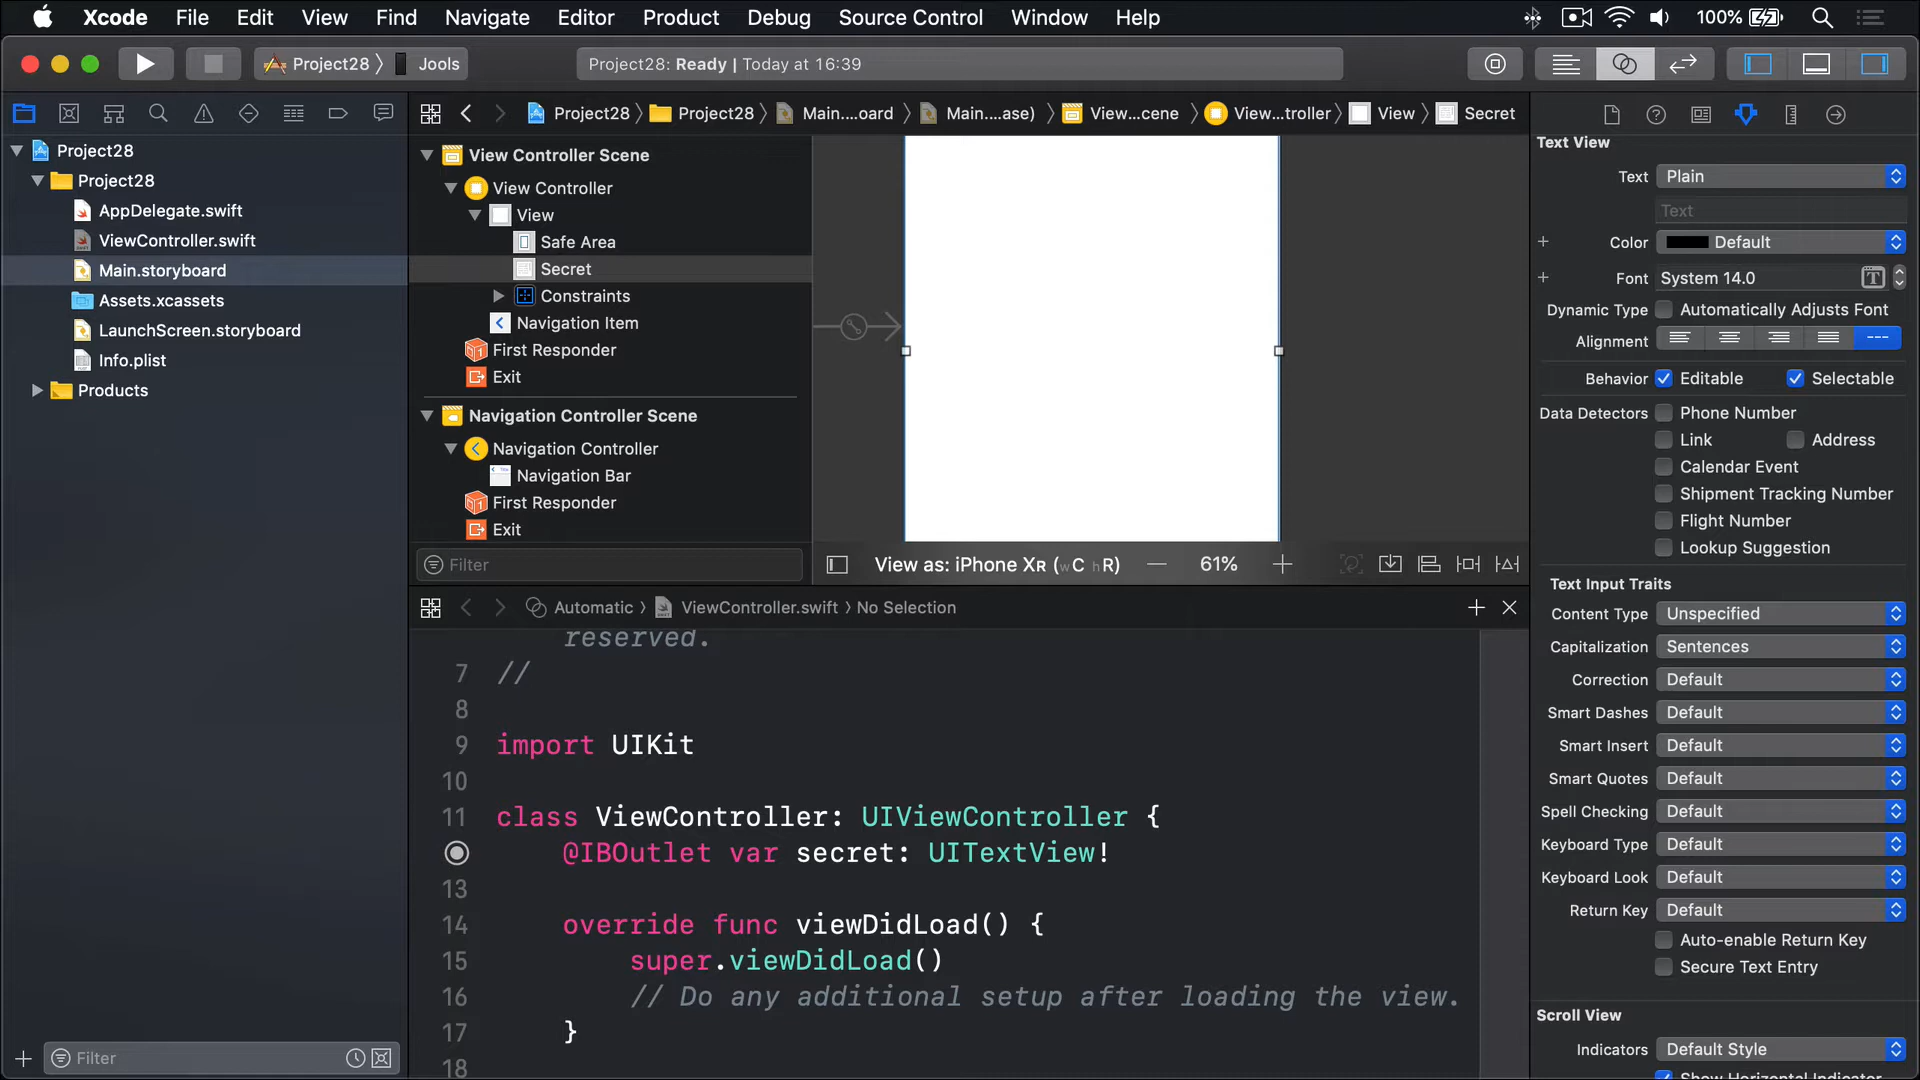 Xcode File Edit View Find Navigate Editor Product Debug Source Control Window Help 100%
Project28 Jools
Project28: Ready | Today at 16:39
Project28
Project28
AppDelegate.swift
ViewController.swift
Main.storyboard
Assets.xcassets
LaunchScreen.storyboard
Info.plist
Products
Filter
Project28 Project28 Main....oard Main....ase) View...cene View...troller View Secret
View Controller Scene
View Controller
View
Safe Area
Secret
Constraints
Navigation Item
First Responder
Exit
Navigation Controller Scene
Navigation Controller
Navigation Bar
First Responder
Exit
Filter
View as: iPhone XR (wC hR) — 61% +
Automatic ViewController.swift No Selection
reserved.
7 //
8
9 import UIKit
10
11 class ViewController: UIViewController {
@IBOutlet var secret: UITextView!
13
14 override func viewDidLoad() {
15 super.viewDidLoad()
16 // Do any additional setup after loading the view.
17 }
18
Text View
Text Plain
Text
Color Default
Font System 14.0
Dynamic Type Automatically Adjusts Font
Alignment
Behavior Editable Selectable
Data Detectors Phone Number
Link Address
Calendar Event
Shipment Tracking Number
Flight Number
Lookup Suggestion
Text Input Traits
Content Type Unspecified
Capitalization Sentences
Correction Default
Smart Dashes Default
Smart Insert Default
Smart Quotes Default
Spell Checking Default
Keyboard Type Default
Keyboard Look Default
Return Key Default
Auto-enable Return Key
Secure Text Entry
Scroll View
Indicators Default Style
Show Horizontal Indicator